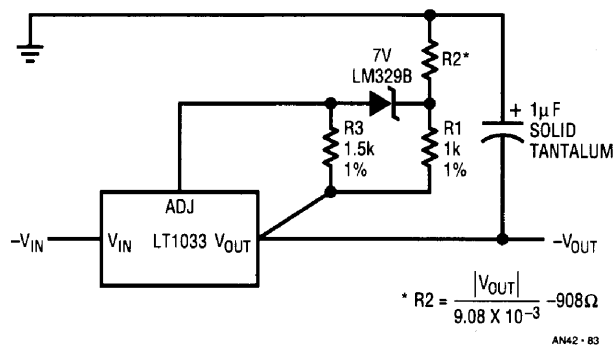 7V
LM329B
R2*
R3
1.5k
1%
R1
1k
1%
+ 1µF
SOLID
TANTALUM
ADJ
–VIN
VIN
LT1033
VOUT
–VOUT
* R2 = |VOUT| / 9.08 X 10-3 –908Ω
AN42 • 83